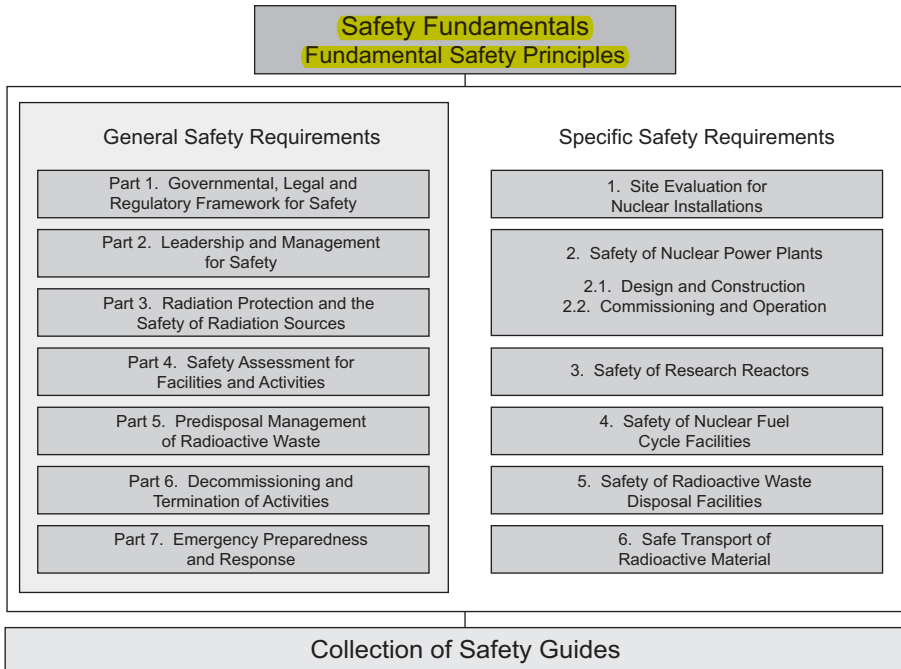 Safety Fundamentals
Fundamental Safety Principles
General Safety Requirements
Part 1. Governmental, Legal and
Regulatory Framework for Safety
Part 2. Leadership and Management
for Safety
Part 3. Radiation Protection and the
Safety of Radiation Sources
Part 4. Safety Assessment for
Facilities and Activities
Part 5. Predisposal Management
of Radioactive Waste
Part 6. Decommissioning and
Termination of Activities
Part 7. Emergency Preparedness
and Response
Specific Safety Requirements
1. Site Evaluation for
Nuclear Installations
2. Safety of Nuclear Power Plants
2.1. Design and Construction
2.2. Commissioning and Operation
3. Safety of Research Reactors
4. Safety of Nuclear Fuel
Cycle Facilities
5. Safety of Radioactive Waste
Disposal Facilities
6. Safe Transport of
Radioactive Material
Collection of Safety Guides